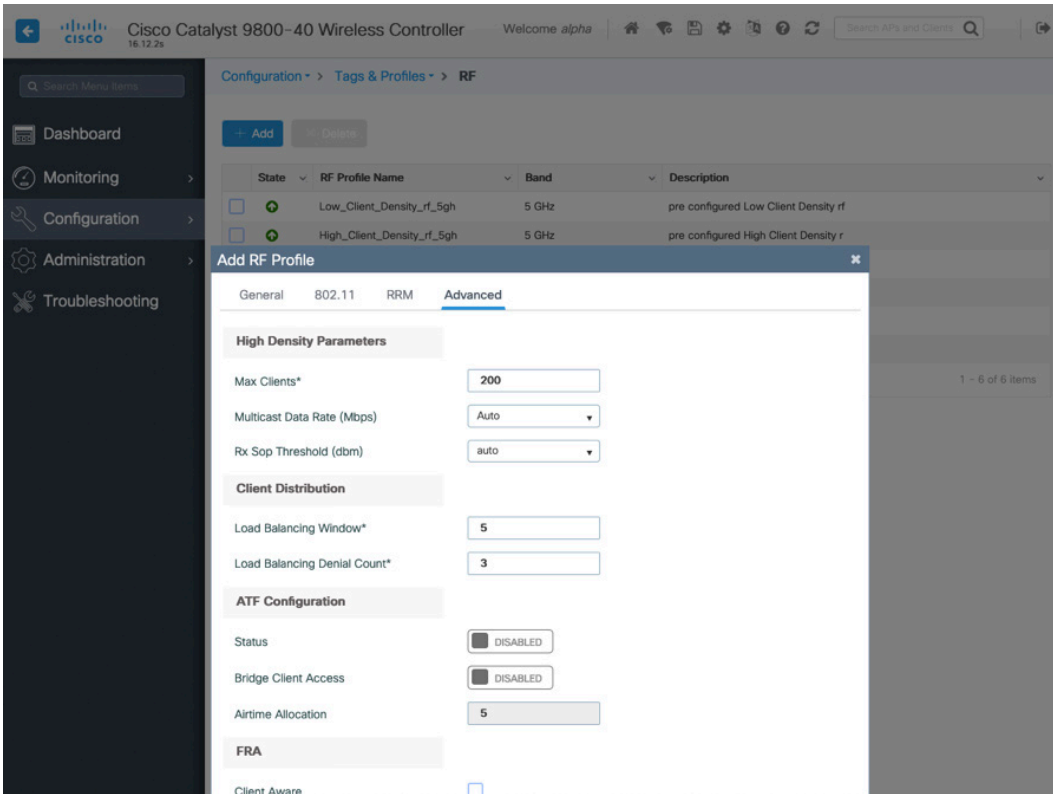 CISCO
Cisco Catalyst 9800-40 Wireless Controller
16.12.2s
Welcome alpha
Search APs and Clients
Search Menu Items
Dashboard
Monitoring
Configuration
Administration
Troubleshooting
Configuration > Tags & Profiles > RF
+ Add
× Delete
State RF Profile Name Band Description
Low_Client_Density_rf_5gh 5 GHz pre configured Low Client Density rf
High_Client_Density_rf_5gh 5 GHz pre configured High Client Density r
1 - 6 of 6 items
Add RF Profile
General 802.11 RRM Advanced
High Density Parameters
Max Clients* 200
Multicast Data Rate (Mbps) Auto
Rx Sop Threshold (dbm) auto
Client Distribution
Load Balancing Window* 5
Load Balancing Denial Count* 3
ATF Configuration
Status DISABLED
Bridge Client Access DISABLED
Airtime Allocation 5
FRA
Client Aware